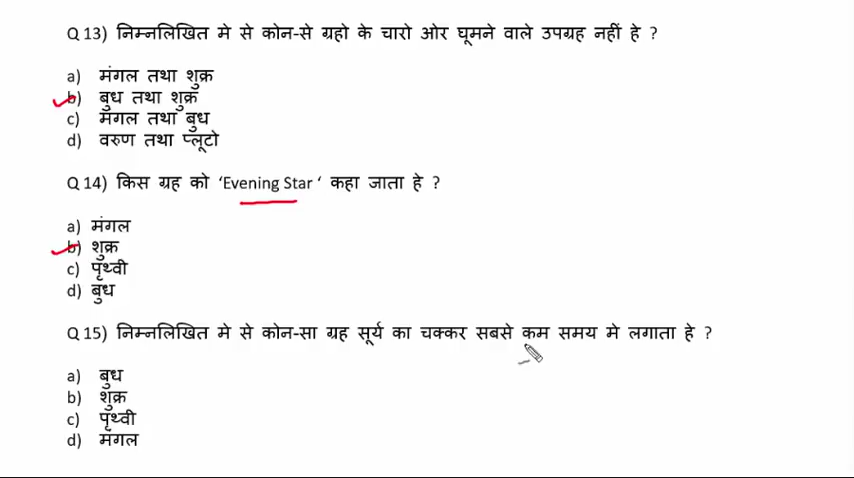 Q 13) निम्नलिखित मे से कोन-से ग्रहो के चारो ओर घूमने वाले उपग्रह नहीं हे ?
a) मंगल तथा शुक्र
b) बुध तथा शुक्र
c) मंगल तथा बुध
d) वरुण तथा प्लूटो
Q 14) किस ग्रह को ‘Evening Star ‘ कहा जाता हे ?
a) मंगल
b) शुक्र
c) पृथ्वी
d) बुध
Q 15) निम्नलिखित मे से कोन-सा ग्रह सूर्य का चक्कर सबसे कम समय मे लगाता हे ?
a) बुध
b) शुक्र
c) पृथ्वी
d) मंगल